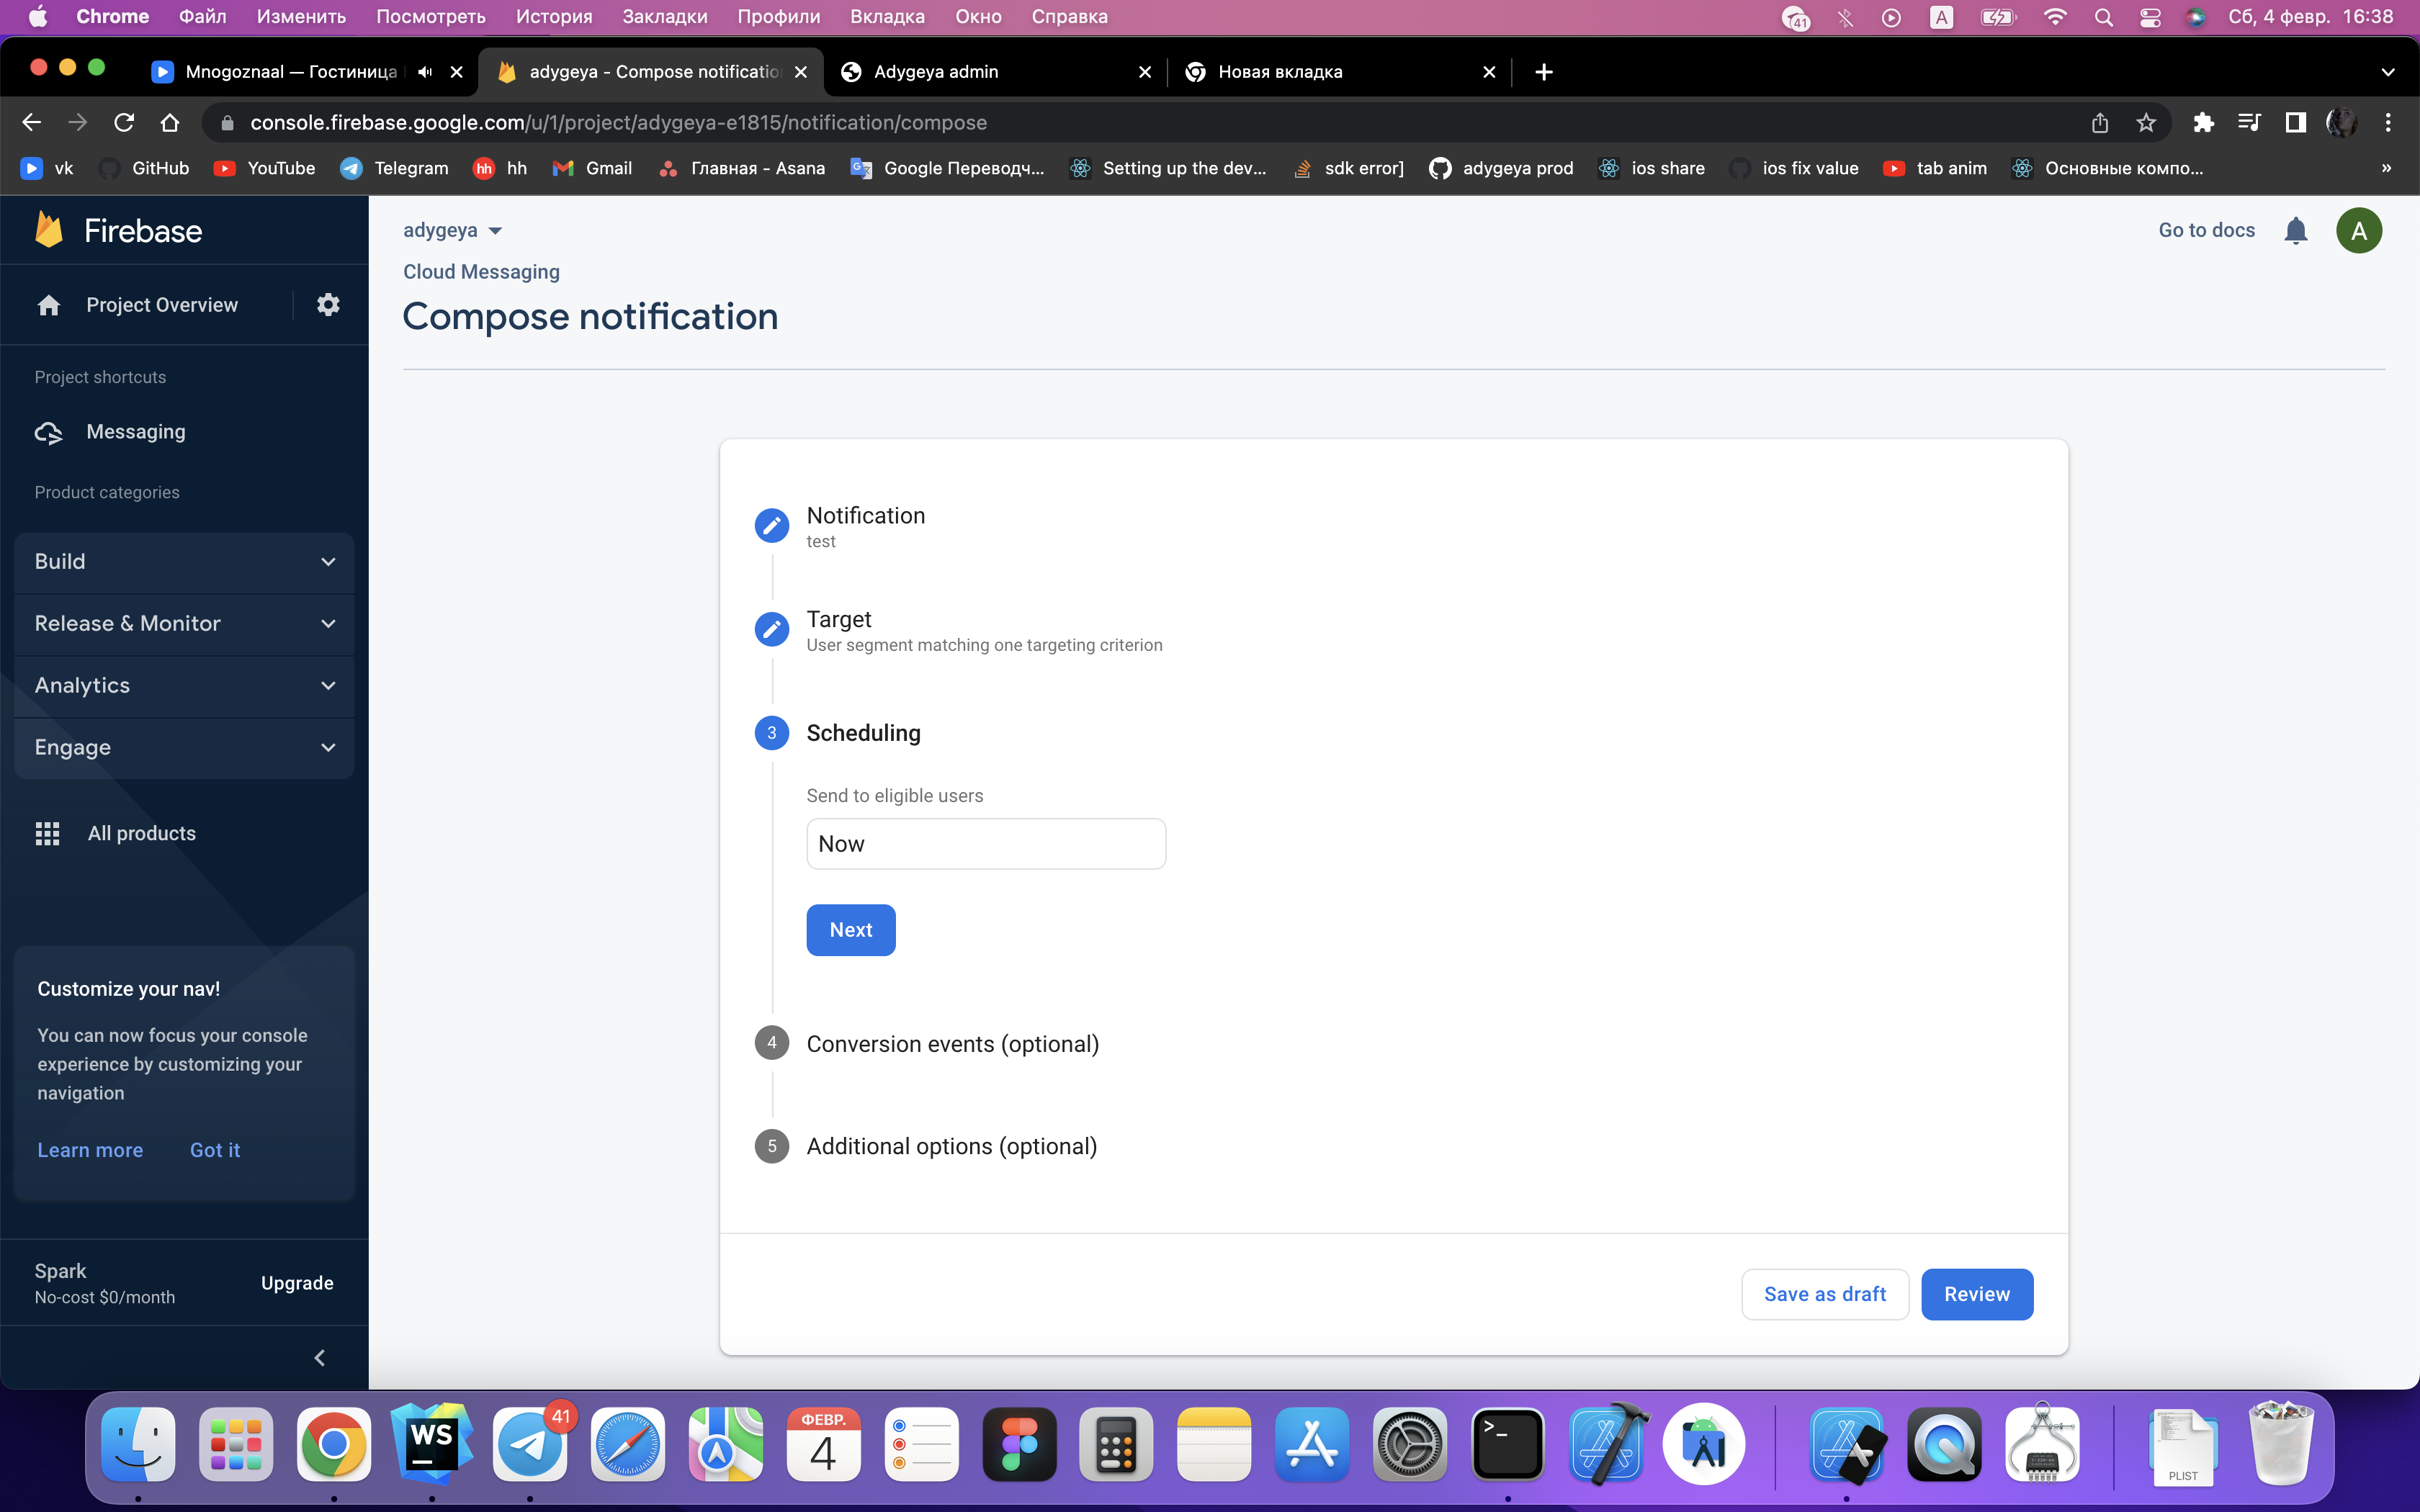 Chrome Файл Изменить Посмотреть История Закладки Профили Вкладка Окно Справка 41 A Сб, 4 февр. 16:38
Mnogoznaal — Гостиница adygeya - Compose notificatio Adygeya admin Новая вкладка
console.firebase.google.com/u/1/project/adygeya-e1815/notification/compose
vk GitHub YouTube Telegram hh hh Gmail Главная - Asana Google Переводч... Setting up the dev... sdk error] adygeya prod ios share ios fix value tab anim Основные компо... »
Firebase
Project Overview
Project shortcuts
Messaging
Product categories
Build
Release & Monitor
Analytics
Engage
All products
Customize your nav!
You can now focus your console
experience by customizing your
navigation
Learn more Got it
Spark
No-cost $0/month
Upgrade
adygeya
Go to docs
A
Cloud Messaging
Compose notification
Notification
test
Target
User segment matching one targeting criterion
3 Scheduling
Send to eligible users
Now
Next
4 Conversion events (optional)
5 Additional options (optional)
Save as draft Review
WS
41
ФЕВР.
4
>_
PLIST